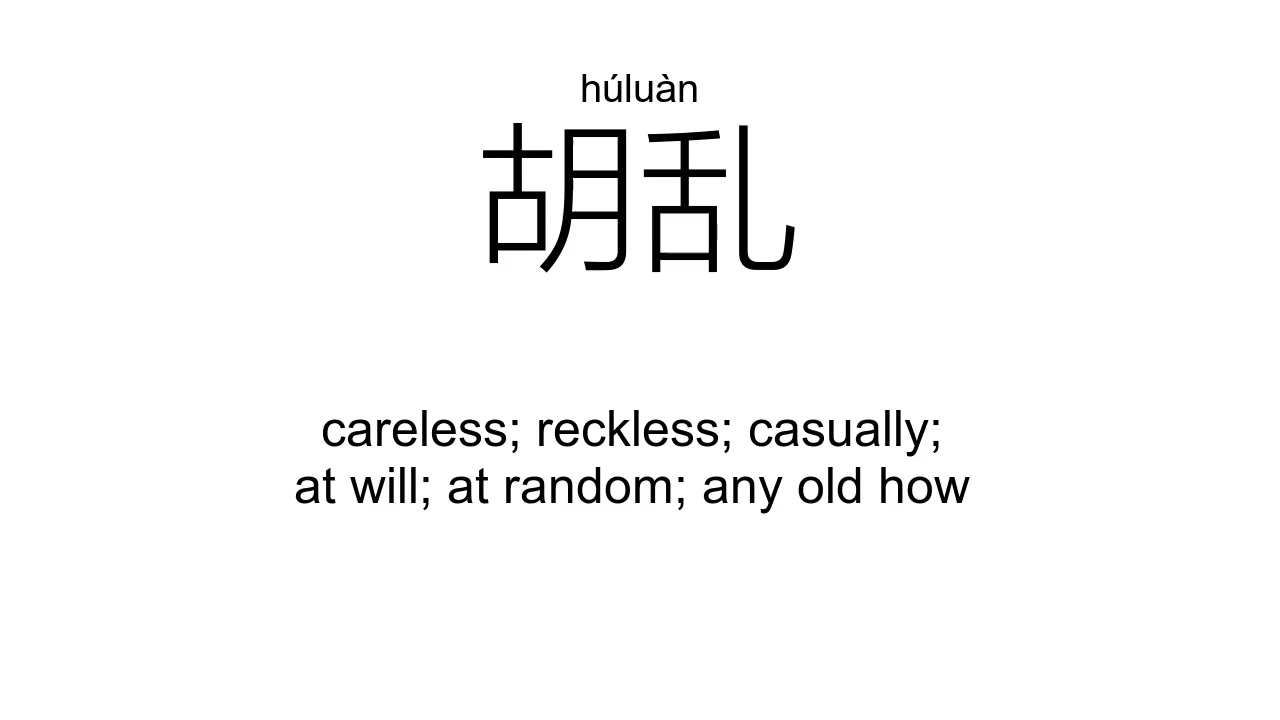 húluàn
胡乱
careless; reckless; casually;
at will; at random; any old how